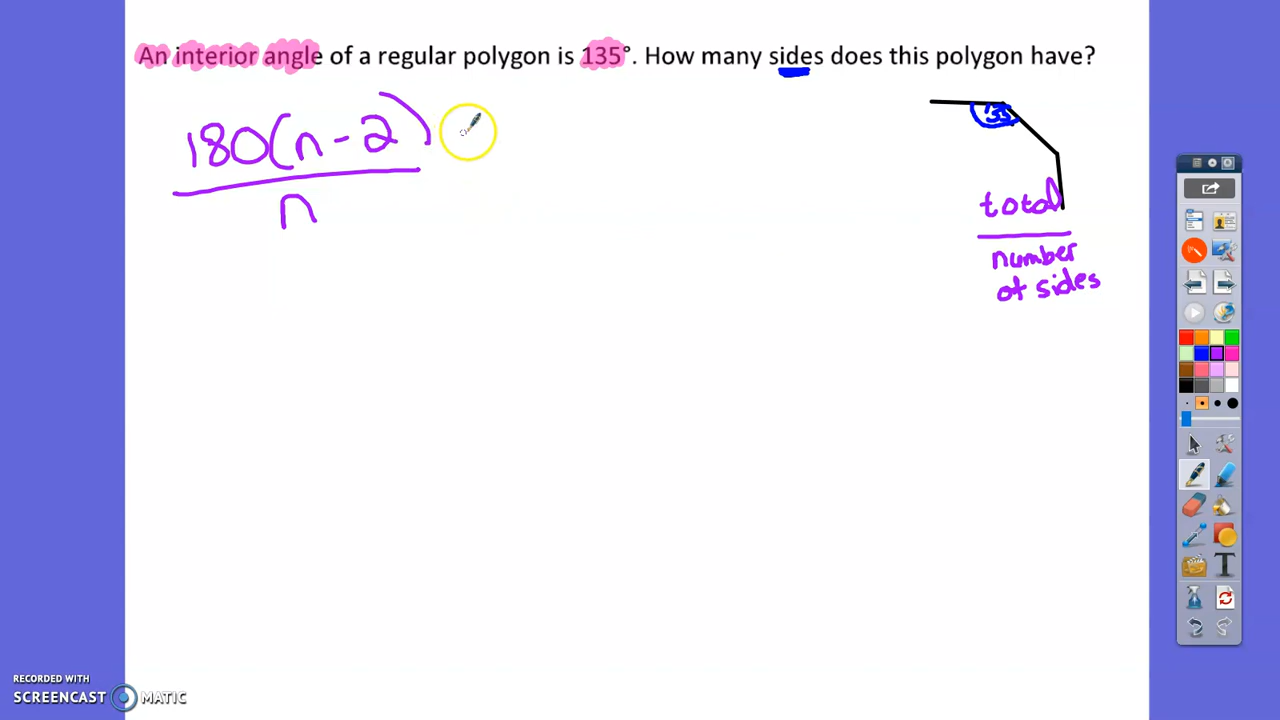 An interior angle of a regular polygon is 135°. How many sides does this polygon have?
180(n-2)
n
135
total
number
of sides
T
RECORDED WITH
SCREENCAST MATIC